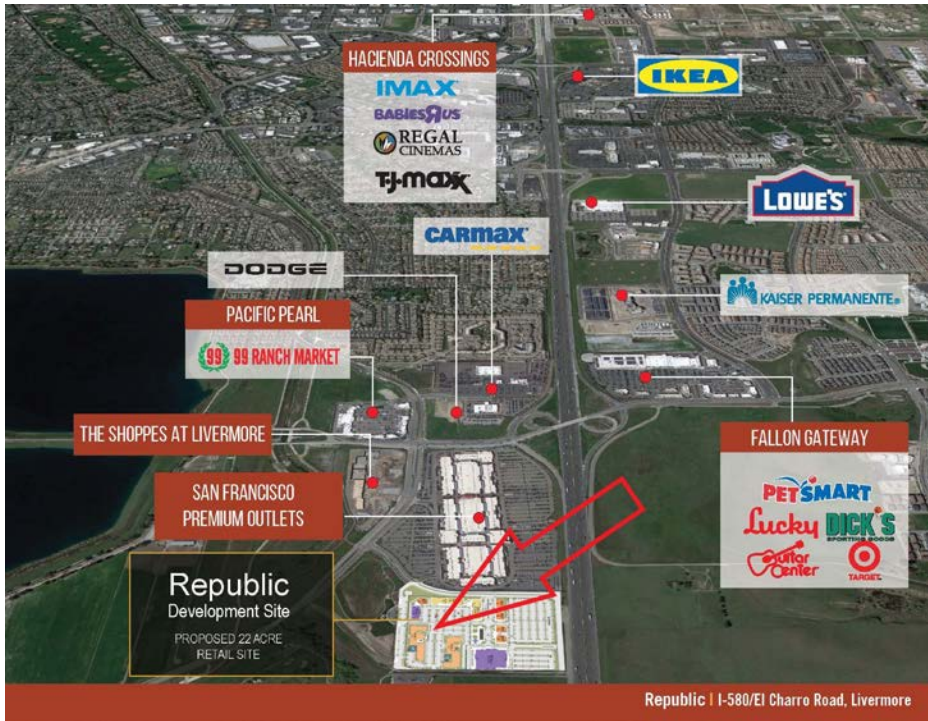 HACIENDA CROSSINGS
IMAX
BABIES R US
REGAL
CINEMAS
T•J•maxx
IKEA
LOWE'S
CARMAX
DODGE
KAISER PERMANENTE®
PACIFIC PEARL
99 99 RANCH MARKET
THE SHOPPES AT LIVERMORE
SAN FRANCISCO
PREMIUM OUTLETS
FALLON GATEWAY
PETSMART
Lucky
DICK'S
SPORTING GOODS
Guitar
Center
TARGET
Republic
Development Site
PROPOSED 22 ACRE
RETAIL SITE
Republic | I-580/El Charro Road, Livermore